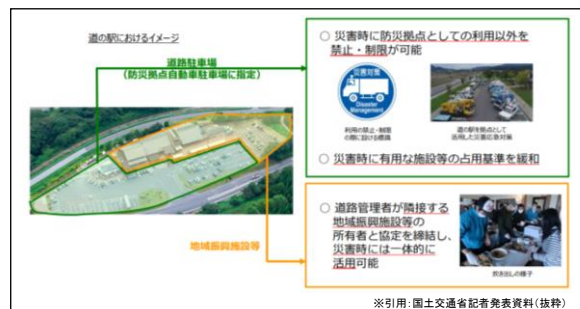 道の駅におけるイメージ
道路駐車場
(防災拠点自動車駐車場に指定)
地域振興施設等
○ 災害時に防災拠点としての利用以外を
禁止・制限が可能
災害対策
Disaster
Management
利用の禁止・制限
の際に設ける標識
道の駅を拠点として
活用した災害応急対策
○ 災害時に有用な施設等の占用基準を緩和
○ 道路管理者が隣接する
地域振興施設等の
所有者と協定を締結し、
災害時には一体的に
活用可能
炊き出しの様子
※引用:国土交通省記者発表資料(抜粋)